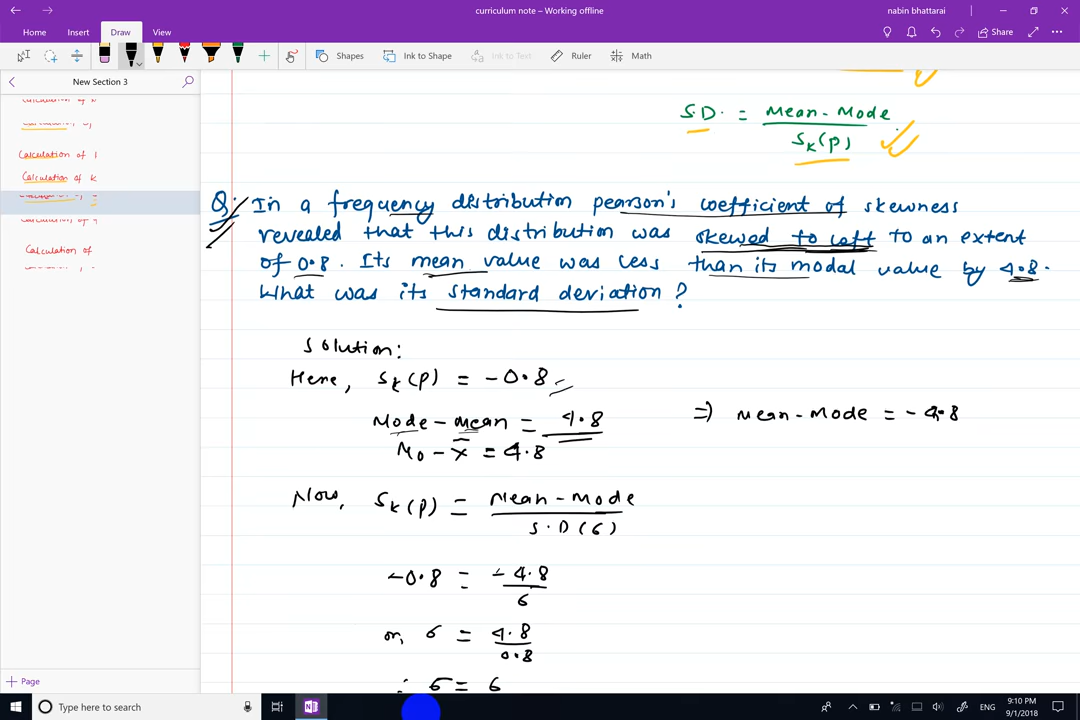 curriculum note – Working offline
nabin bhattarai
Home Insert Draw View
Share
Shapes Ink to Shape Ink to Text Ruler Math
New Section 3
Calculation of
Calculation of
Calculation of
Calculation of
S.D. = Mean - Mode / Sk(p)
Q. In a frequency distribution pearson's coefficient of skewness
revealed that this distribution was skewed to left to an extent
of 0.8. Its mean value was less than its modal value by 4.8.
What was its standard deviation?
Solution:
Here, Sk(p) = -0.8
Mode - mean = 4.8 ⇒ mean - mode = -4.8
Mo - x̄ = 4.8
Now, Sk(p) = Mean - Mode / S.D(σ)
-0.8 = -4.8 / σ
or, σ = 4.8 / 0.8
∴ σ = 6
Page
Type here to search
ENG
9:10 PM
9/1/2018